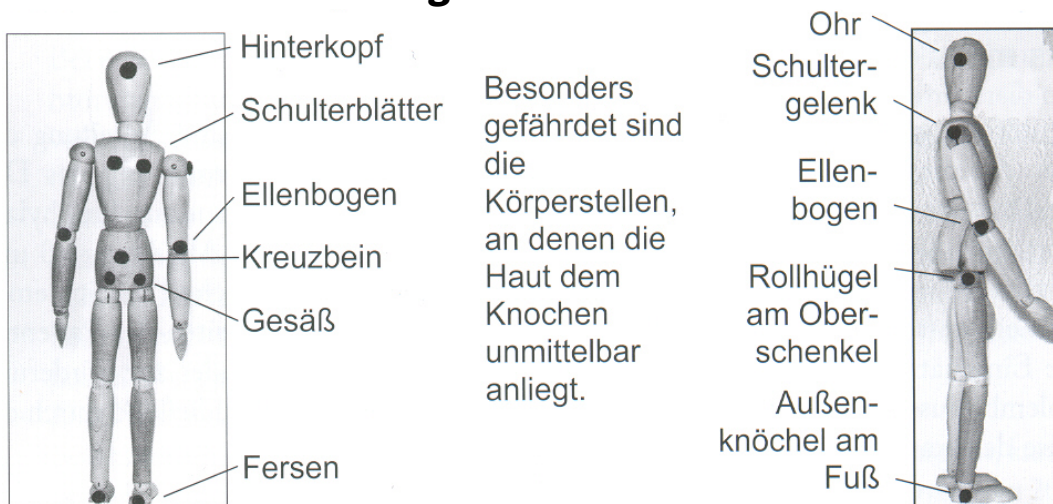 Hinterkopf
Schulterblätter
Ellenbogen
Kreuzbein
Gesäß
Fersen
Besonders
gefährdet sind
die
Körperstellen,
an denen die
Haut dem
Knochen
unmittelbar
anliegt.
Ohr
Schulter-
gelenk
Ellen-
bogen
Rollhügel
am Ober-
schenkel
Außen-
knöchel am
Fuß